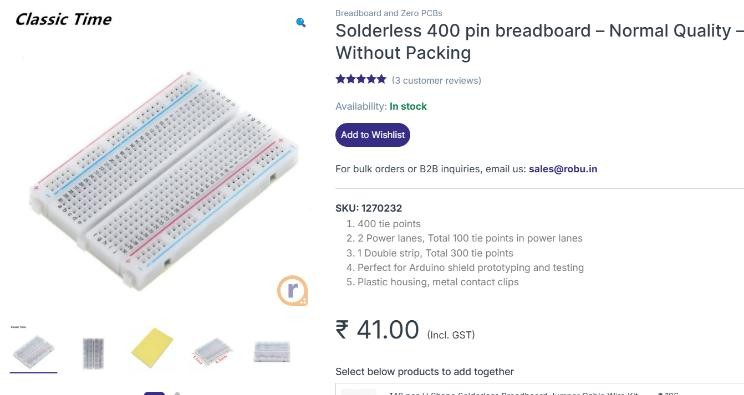 Classic Time
Breadboard and Zero PCBs
Solderless 400 pin breadboard – Normal Quality –
Without Packing
(3 customer reviews)
Availability: In stock
Add to Wishlist
For bulk orders or B2B inquiries, email us: sales@robu.in
SKU: 1270232
1. 400 tie points
2. 2 Power lanes, Total 100 tie points in power lanes
3. 1 Double strip, Total 300 tie points
4. Perfect for Arduino shield prototyping and testing
5. Plastic housing, metal contact clips
r
₹ 41.00 (Incl. GST)
Select below products to add together